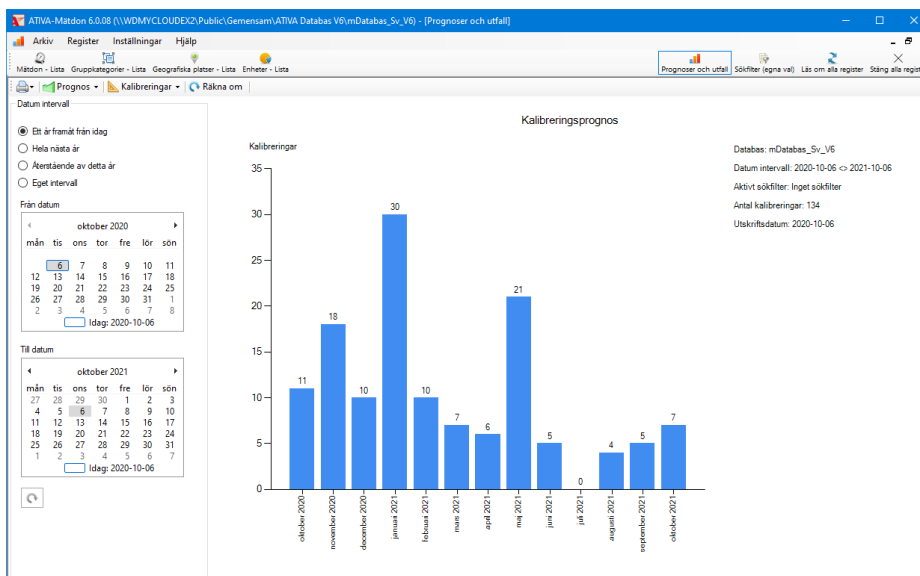 ATIVA-Mätdon 6.0.08 (\\WDMYCLOUDEX2\Public\Gemensam\ATIVA Databas V6\mDatabas_Sv_V6) - [Prognoser och utfall]
Arkiv Register Inställningar Hjälp
Mätdon - Lista Gruppkategorier - Lista Geografiska platser - Lista Enheter - Lista Prognoser och utfall Sökfilter (egna val) Läs om alla register Stäng alla regist
Prognos Kalibreringar Räkna om
Datum intervall
Ett år framåt från idag
Hela nästa år
Återstående av detta år
Eget intervall
Från datum
oktober 2020
mån tis ons tor fre lör sön
6 7 8 9 10 11
12 13 14 15 16 17 18
19 20 21 22 23 24 25
26 27 28 29 30 31 1
2 3 4 5 6 7 8
Idag: 2020-10-06
Till datum
oktober 2021
mån tis ons tor fre lör sön
27 28 29 30 1 2 3
4 5 6 7 8 9 10
11 12 13 14 15 16 17
18 19 20 21 22 23 24
25 26 27 28 29 30 31
1 2 3 4 5 6 7
Idag: 2020-10-06
Kalibreringsprognos
Kalibreringar
35
30
25
20
15
10
5
0
11
18
10
30
10
7
6
21
5
0
4
5
7
oktober 2020
november 2020
december 2020
januari 2021
februari 2021
mars 2021
april 2021
maj 2021
juni 2021
juli 2021
augusti 2021
september 2021
oktober 2021
Databas: mDatabas_Sv_V6
Datum intervall: 2020-10-06 <> 2021-10-06
Aktivt sökfilter: Inget sökfilter
Antal kalibreringar: 134
Utskriftsdatum: 2020-10-06